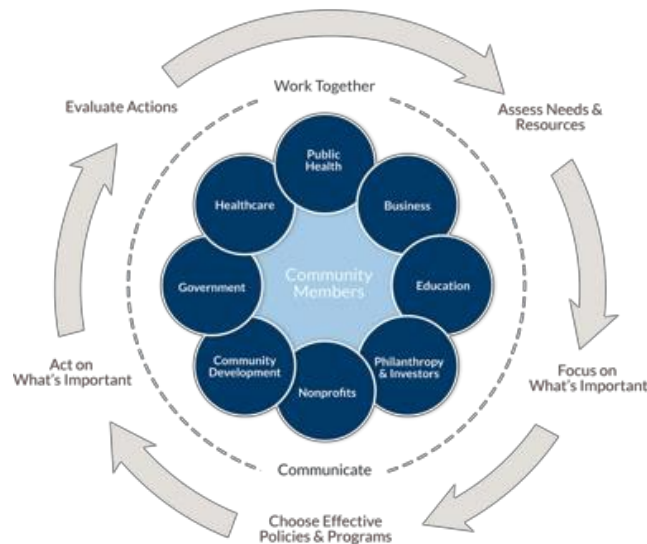 Work Together
Evaluate Actions
Assess Needs &
Resources
Public
Health
Healthcare
Business
Government
Community
Members
Education
Community
Development
Philanthropy
& Investors
Nonprofits
Act on
What's Important
Focus on
What's Important
Communicate
Choose Effective
Policies & Programs